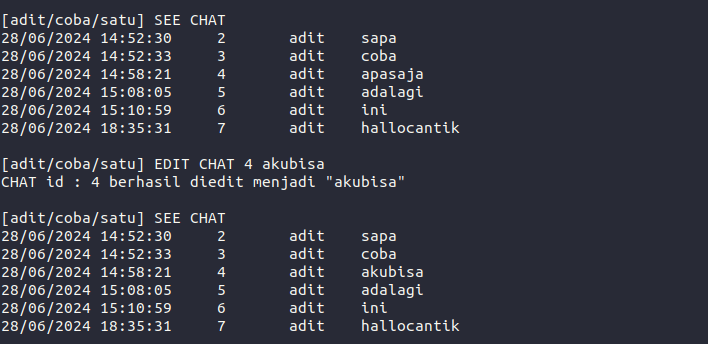 [adit/coba/satu] SEE CHAT
28/06/2024 14:52:30     2       adit    sapa
28/06/2024 14:52:33     3       adit    coba
28/06/2024 14:58:21     4       adit    apasaja
28/06/2024 15:08:05     5       adit    adalagi
28/06/2024 15:10:59     6       adit    ini
28/06/2024 18:35:31     7       adit    hallocantik
[adit/coba/satu] EDIT CHAT 4 akubisa
CHAT id : 4 berhasil diedit menjadi "akubisa"
[adit/coba/satu] SEE CHAT
28/06/2024 14:52:30     2       adit    sapa
28/06/2024 14:52:33     3       adit    coba
28/06/2024 14:58:21     4       adit    akubisa
28/06/2024 15:08:05     5       adit    adalagi
28/06/2024 15:10:59     6       adit    ini
28/06/2024 18:35:31     7       adit    hallocantik